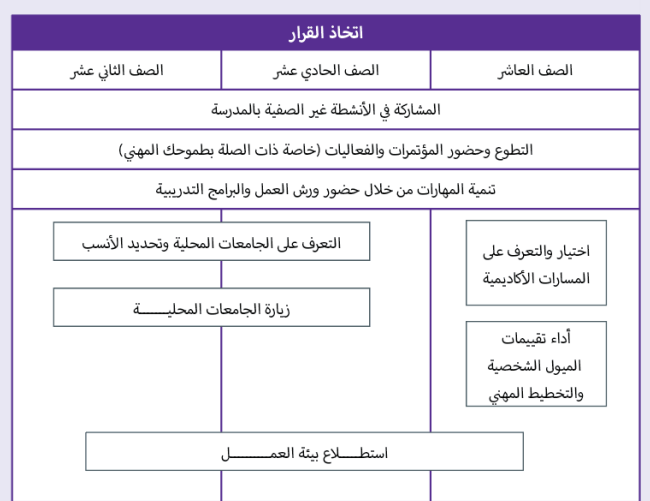 اتخاذ القرار
الصف العاشر
الصف الحادي عشر
الصف الثاني عشر
المشاركة في الأنشطة غير الصفية بالمدرسة
التطوع وحضور المؤتمرات والفعاليات (خاصة ذات الصلة بطموحك المهني)
تنمية المهارات من خلال حضور ورش العمل والبرامج التدريبية
اختيار والتعرف على
المسارات الأكاديمية
التعرف على الجامعات المحلية وتحديد الأنسب
زيارة الجامعات المحليـــــــة
أداء تقييمات
الميول الشخصية
والتخطيط المهني
استطـــــلاع بيئة العمــــــــــل